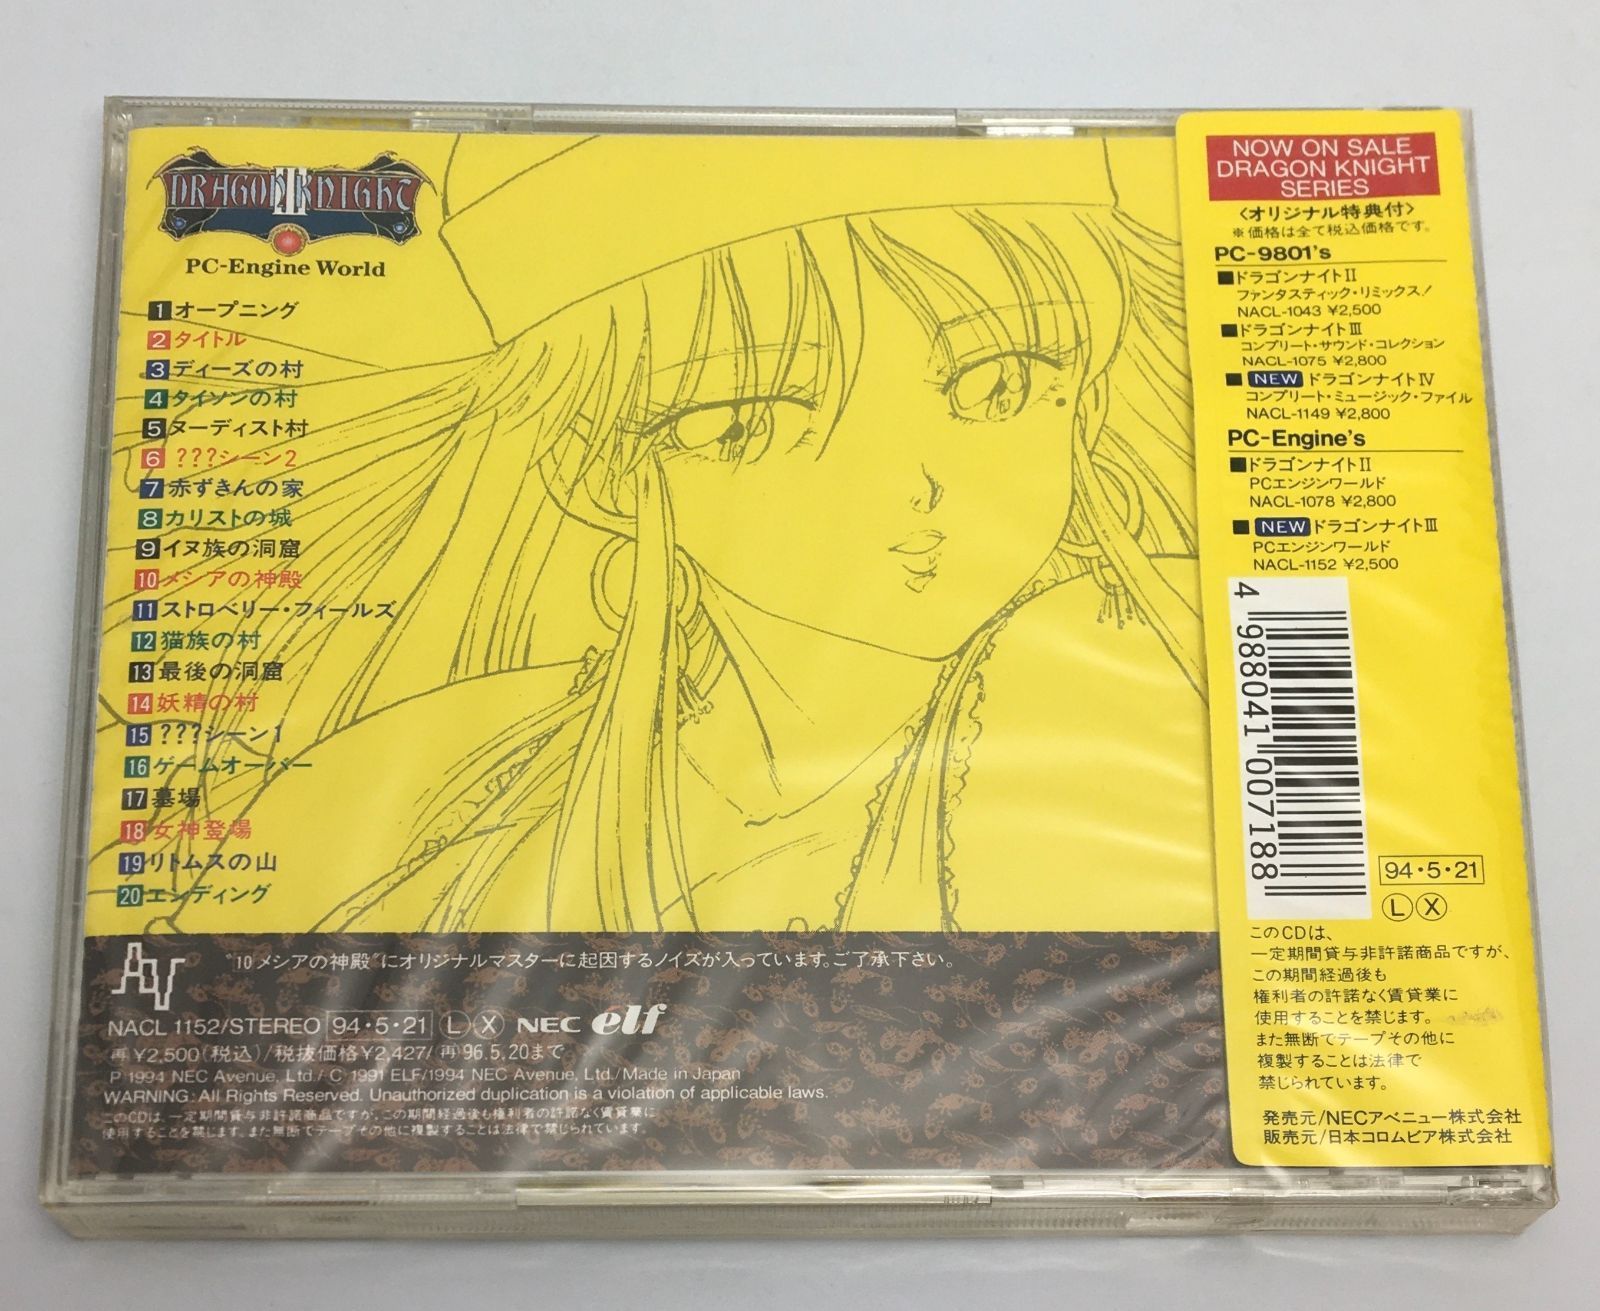 DRAGON KNIGHT
III
PC-Engine World
1 オープニング
2 タイトル
3 ディーズの村
4 タイソンの村
5 ヌーディスト村
6 ???シーン2
7 赤ずきんの家
8 カリストの城
9 イヌ族の洞窟
10 メシアの神殿
11 ストロベリー・フィールズ
12 猫族の村
13 最後の洞窟
14 妖精の村
15 ???シーン1
16 ゲームオーバー
17 墓場
18 女神登場
19 リトムスの山
20 エンディング
"10 メシアの神殿"にオリジナルマスターに起因するノイズが入っています。ご了承下さい。
NACL 1152/STEREO 94・5・21 L X NEC elf
再 ¥2,500(税込)/税抜価格¥2,427/再96.5.20まで
P 1994 NEC Avenue, Ltd./ C 1991 ELF/1994 NEC Avenue, Ltd./Made in Japan
WARNING: All Rights Reserved. Unauthorized duplication is a violation of applicable laws.
このCDは、一定期間貸与非許諾商品ですが、この期間経過後も権利者の許諾なく賃貸業に
使用することを禁じます。また無断でテープその他に複製することは法律で禁じられています。
NOW ON SALE
DRAGON KNIGHT
SERIES
〈オリジナル特典付〉
※価格は全て税込価格です。
PC-9801's
■ドラゴンナイトII
ファンタスティック・リミックス!
NACL-1043 ¥2,500
■ドラゴンナイトIII
コンプリート・サウンド・コレクション
NACL-1075 ¥2,800
■ NEW ドラゴンナイトIV
コンプリート・ミュージック・ファイル
NACL-1149 ¥2,800
PC-Engine's
■ドラゴンナイトII
PCエンジンワールド
NACL-1078 ¥2,800
■ NEW ドラゴンナイトIII
PCエンジンワールド
NACL-1152 ¥2,500
4 988041 007188
94・5・21
L X
このCDは、
一定期間貸与非許諾商品ですが、
この期間経過後も
権利者の許諾なく賃貸業に
使用することを禁じます。
また無断でテープその他に
複製することは法律で
禁じられています。
発売元/NECアベニュー株式会社
販売元/日本コロムビア株式会社